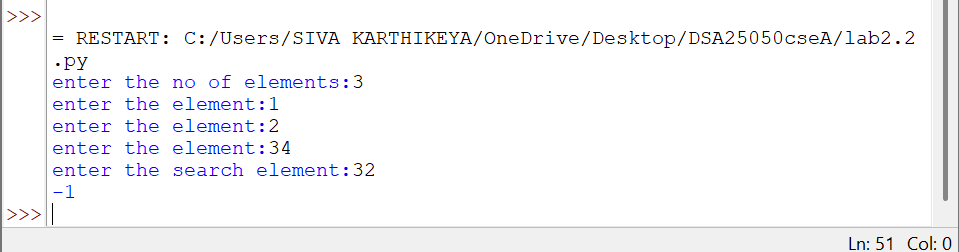 >>>
= RESTART: C:/Users/SIVA KARTHIKEYA/OneDrive/Desktop/DSA25050cseA/lab2.2
.py
enter the no of elements:3
enter the element:1
enter the element:2
enter the element:34
enter the search element:32
-1
>>>
Ln: 51 Col: 0